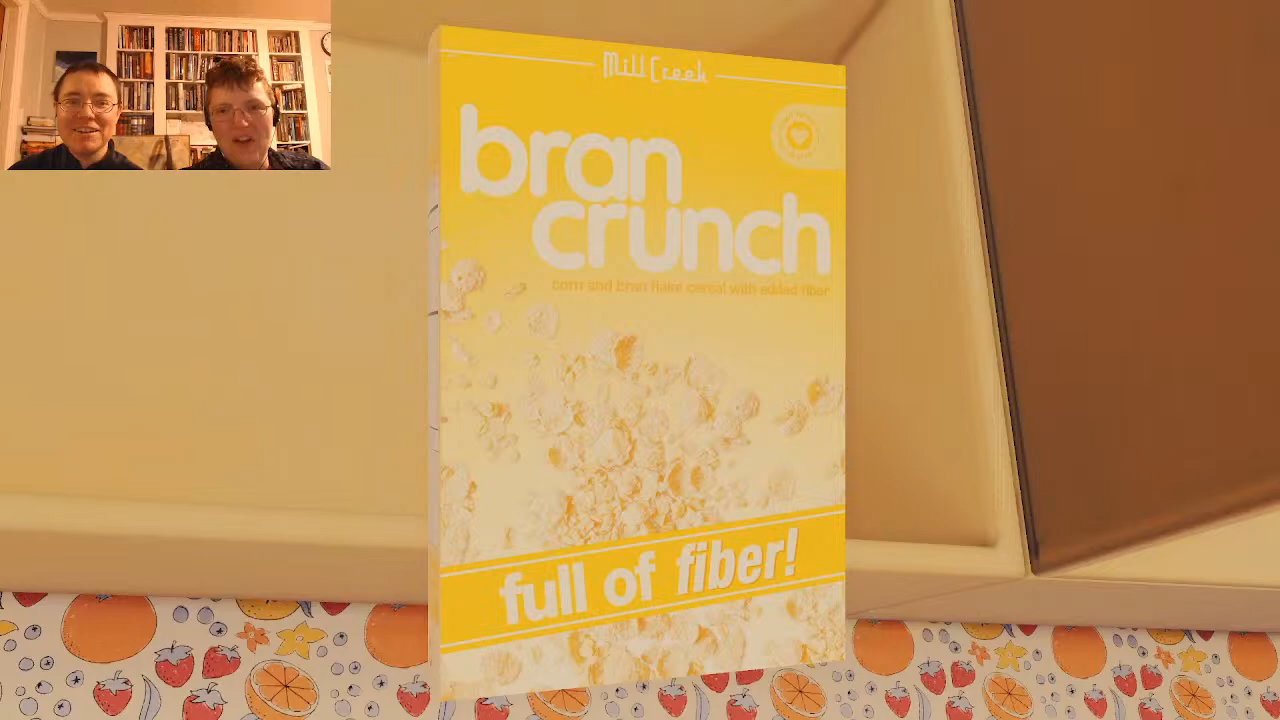 Mill Creek
bran
crunch
corn and bran flake cereal with added fiber
full of fiber!